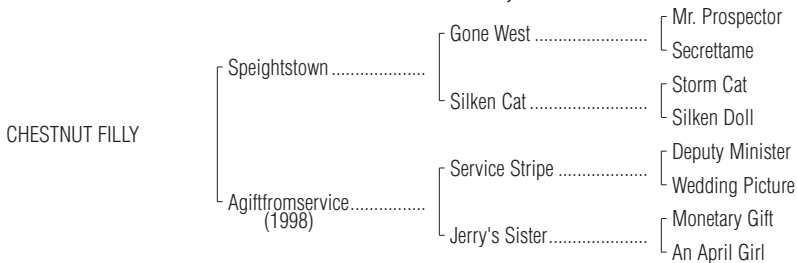 Mr. Prospector
Gone West ..........................
Secrettame
Speightstown .....................
Storm Cat
Silken Cat ...........................
Silken Doll
CHESTNUT FILLY
Deputy Minister
Service Stripe ....................
Wedding Picture
Agiftfromservice.................
(1998)
Monetary Gift
Jerry's Sister.......................
An April Girl